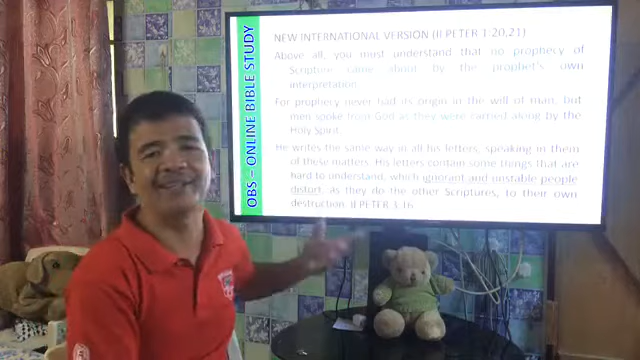 OBS – ONLINE BIBLE STUDY
NEW INTERNATIONAL VERSION (II PETER 1:20,21)
Above all, you must understand that no prophecy of
Scripture came about by the prophet's own
interpretation.
For prophecy never had its origin in the will of man, but
men spoke from God as they were carried along by the
Holy Spirit.
He writes the same way in all his letters, speaking in them
of these matters. His letters contain some things that are
hard to understand, which ignorant and unstable people
distort, as they do the other Scriptures, to their own
destruction. II PETER 3:16